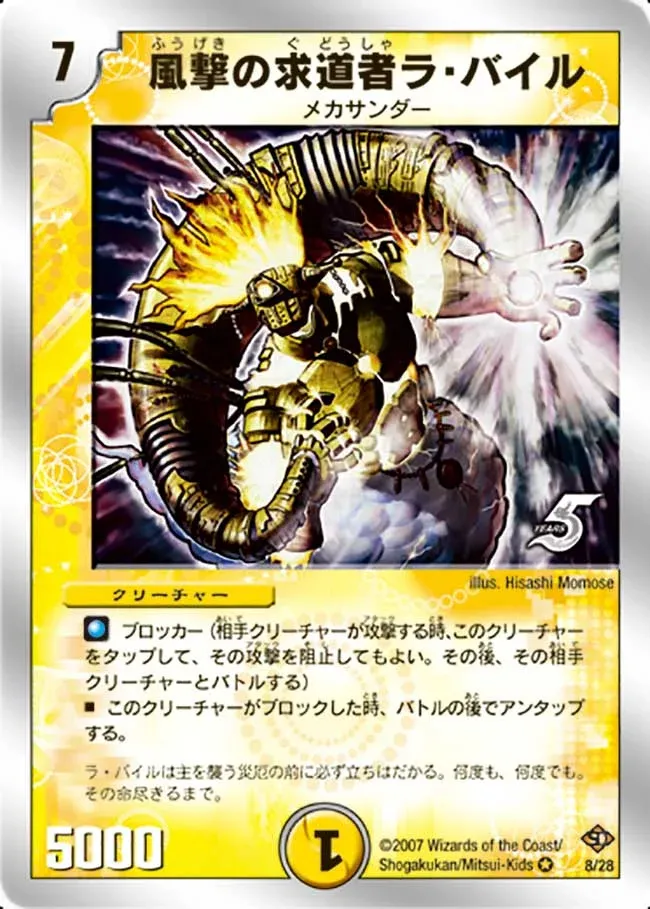 7
ふうげき ぐどうしゃ
風撃の求道者ラ・バイル
メカサンダー
YEARS 5
illus. Hisashi Momose
クリーチャー
ブロッカー(相手クリーチャーが攻撃する時、このクリーチャー
をタップして、その攻撃を阻止してもよい。その後、その相手
クリーチャーとバトルする)
■ このクリーチャーがブロックした時、バトルの後でアンタップ
する。
ラ・バイルは主を襲う災厄の前に必ず立ちはだかる。何度も、何度でも。
その命尽きるまで。
5000
1
©2007 Wizards of the Coast/
Shogakukan/Mitsui-Kids
8/28